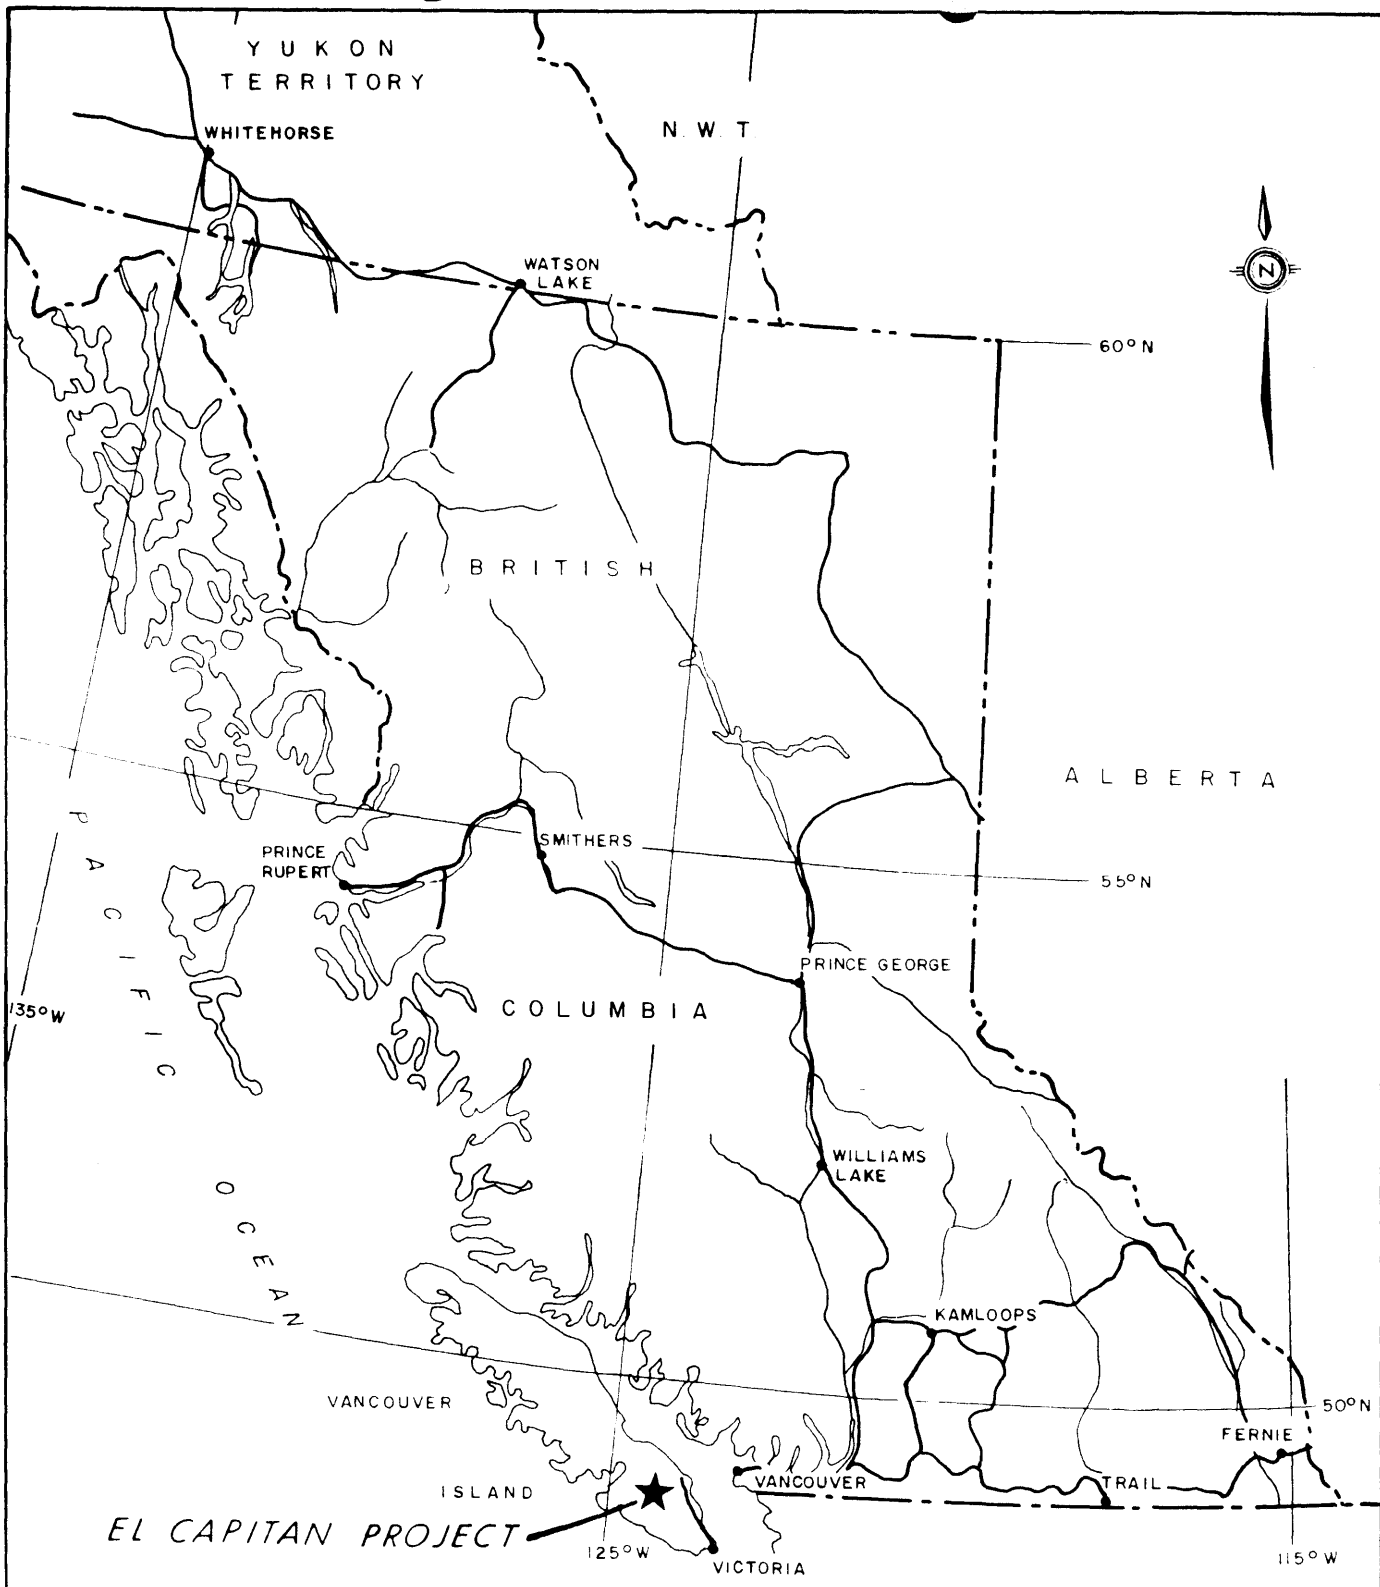 YUKON
TERRITORY
N. W. T.
WHITEHORSE
WATSON
LAKE
N
60°N
BRITISH
ALBERTA
PACIFIC
SMITHERS
PRINCE
RUPERT
55°N
PRINCE GEORGE
COLUMBIA
135°W
WILLIAMS
LAKE
OCEAN
KAMLOOPS
VANCOUVER
50°N
FERNIE
VANCOUVER
TRAIL
ISLAND
EL CAPITAN PROJECT
125°W
VICTORIA
115°W